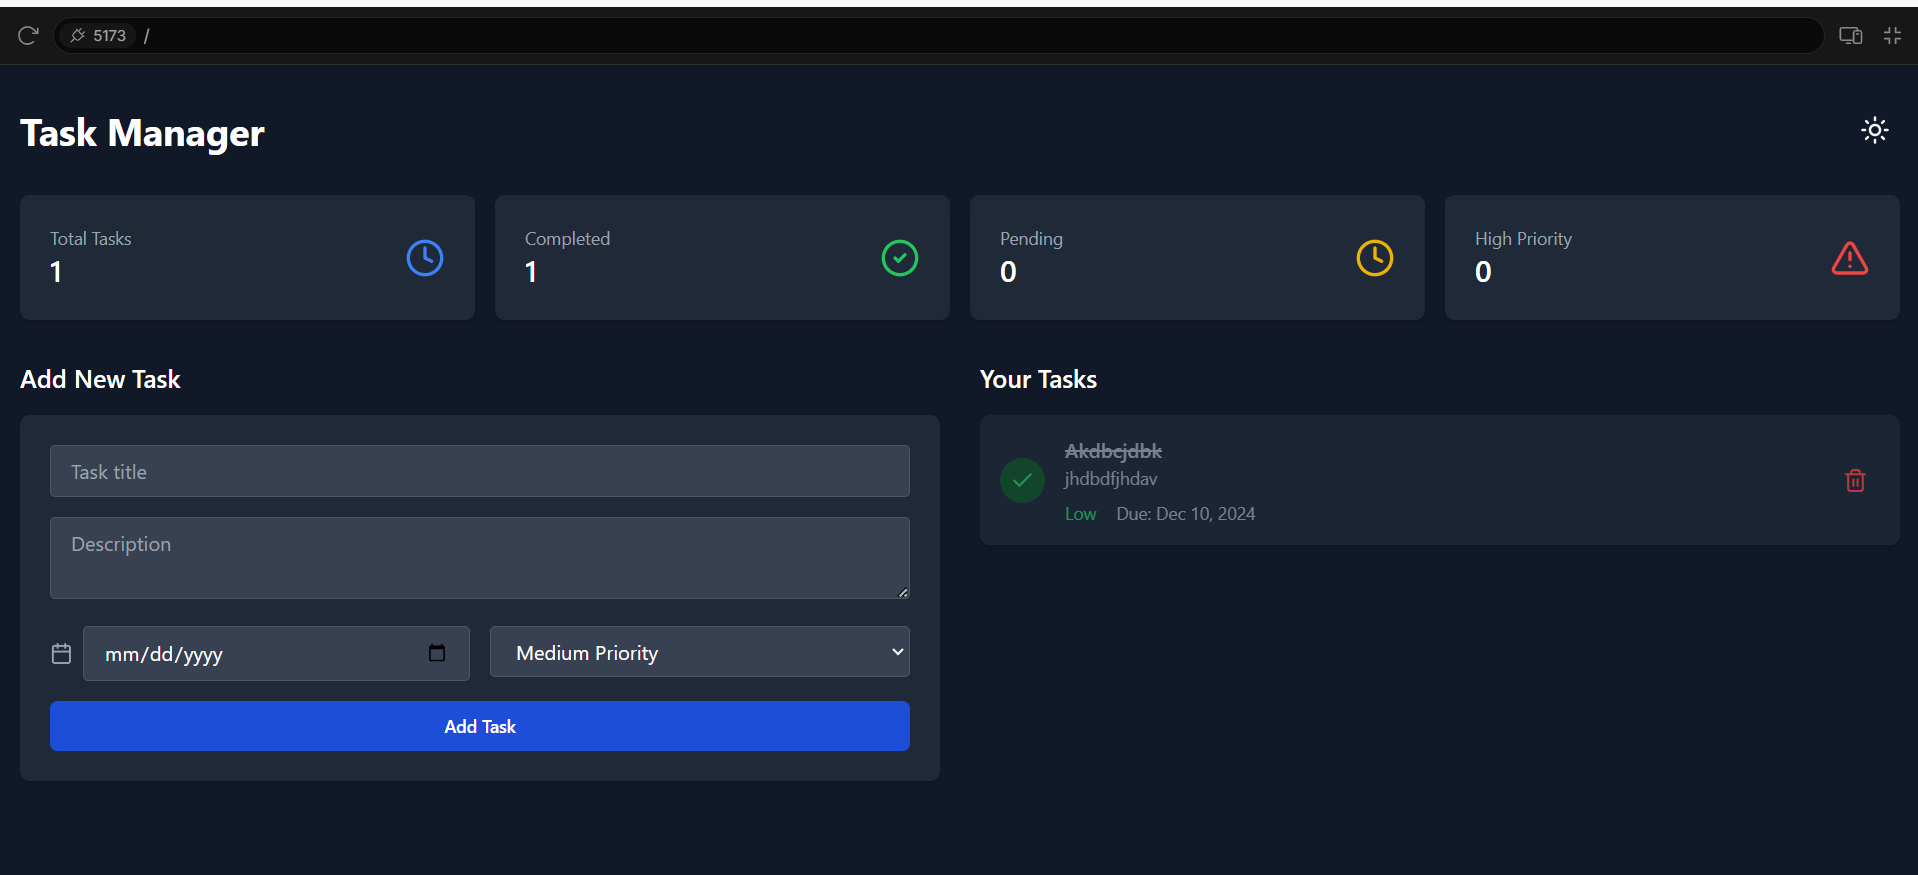 5173 /
Task Manager
Total Tasks
1
Completed
1
Pending
0
High Priority
0
Add New Task
Task title
Description
mm/dd/yyyy
Medium Priority
Add Task
Your Tasks
Akdbcjdbk
jhdbdfjhdav
Low Due: Dec 10, 2024